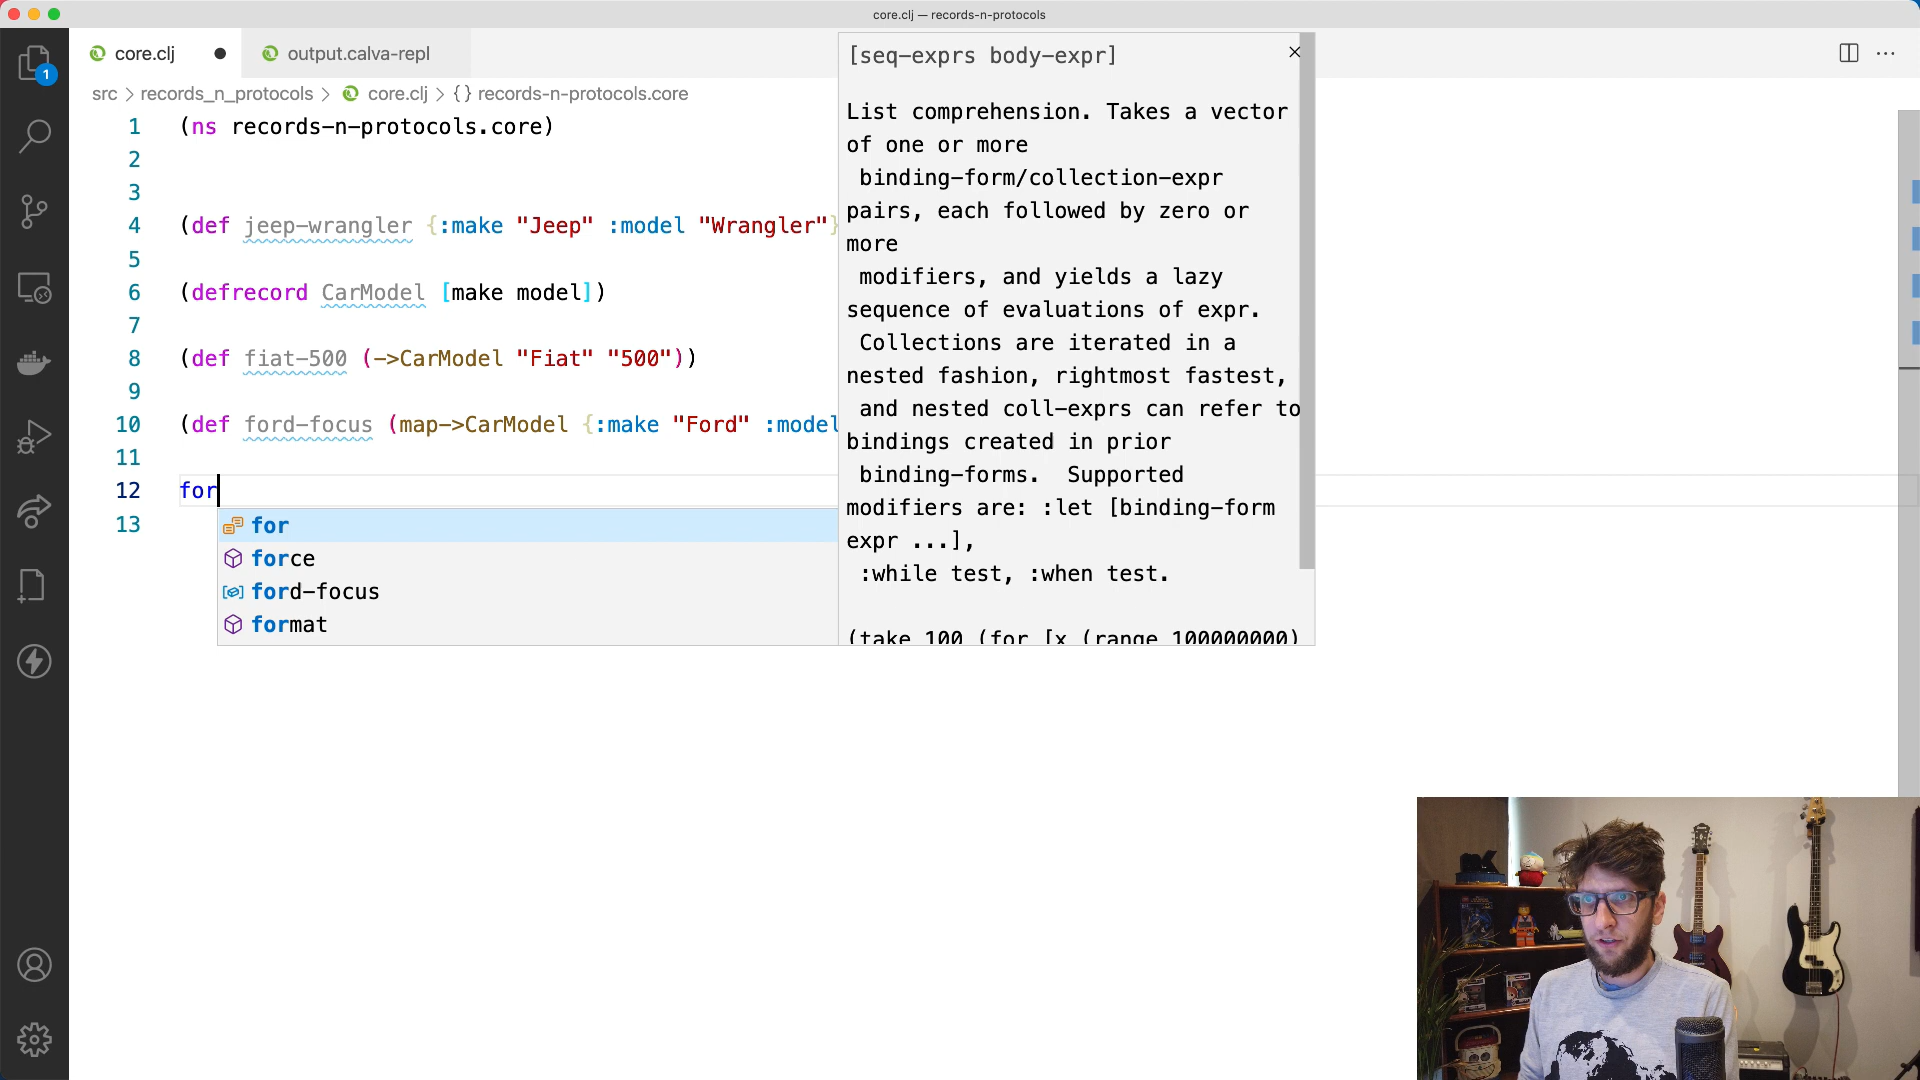 core.clj — records-n-protocols
core.clj
output.calva-repl
src > records_n_protocols > core.clj > {} records-n-protocols.core
1
1 (ns records-n-protocols.core)
2
3
4 (def jeep-wrangler {:make "Jeep" :model "Wrangler"}
5
6 (defrecord CarModel [make model])
7
8 (def fiat-500 (->CarModel "Fiat" "500"))
9
10 (def ford-focus (map->CarModel {:make "Ford" :model
11
12 for
13
for
force
ford-focus
format
[seq-exprs body-expr]
List comprehension. Takes a vector
of one or more
binding-form/collection-expr
pairs, each followed by zero or
more
modifiers, and yields a lazy
sequence of evaluations of expr.
Collections are iterated in a
nested fashion, rightmost fastest,
and nested coll-exprs can refer to
bindings created in prior
binding-forms.  Supported
modifiers are: :let [binding-form
expr ...],
:while test, :when test.
(take 100 (for [x (range 100000000)